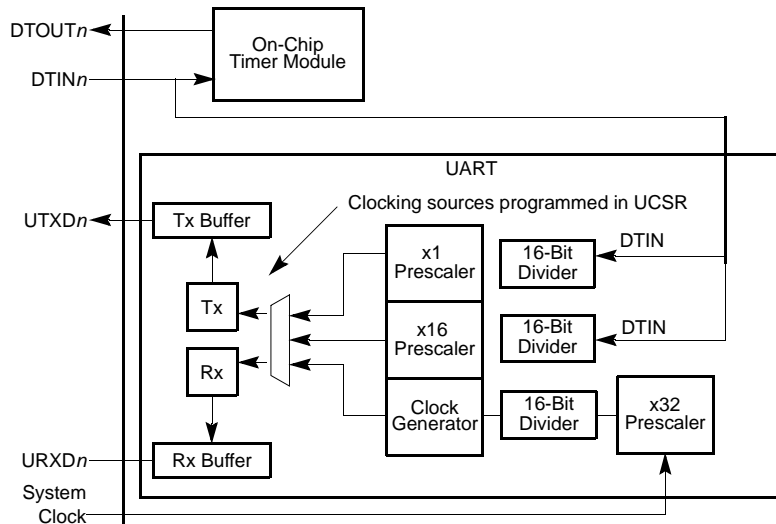 DTOUTn
On-Chip
Timer Module
DTINn
UART
Clocking sources programmed in UCSR
UTXDn
Tx Buffer
x1
Prescaler
16-Bit
Divider
DTIN
Tx
x16
Prescaler
16-Bit
Divider
DTIN
Rx
Clock
Generator
16-Bit
Divider
x32
Prescaler
URXDn
Rx Buffer
System
Clock